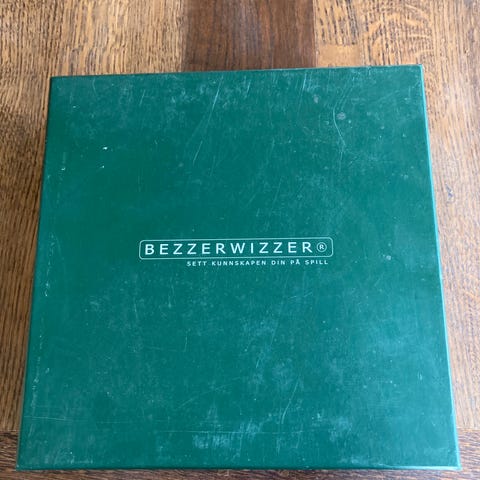 BEZZERWIZZER®
SETT KUNNSKAPEN DIN PÅ SPILL